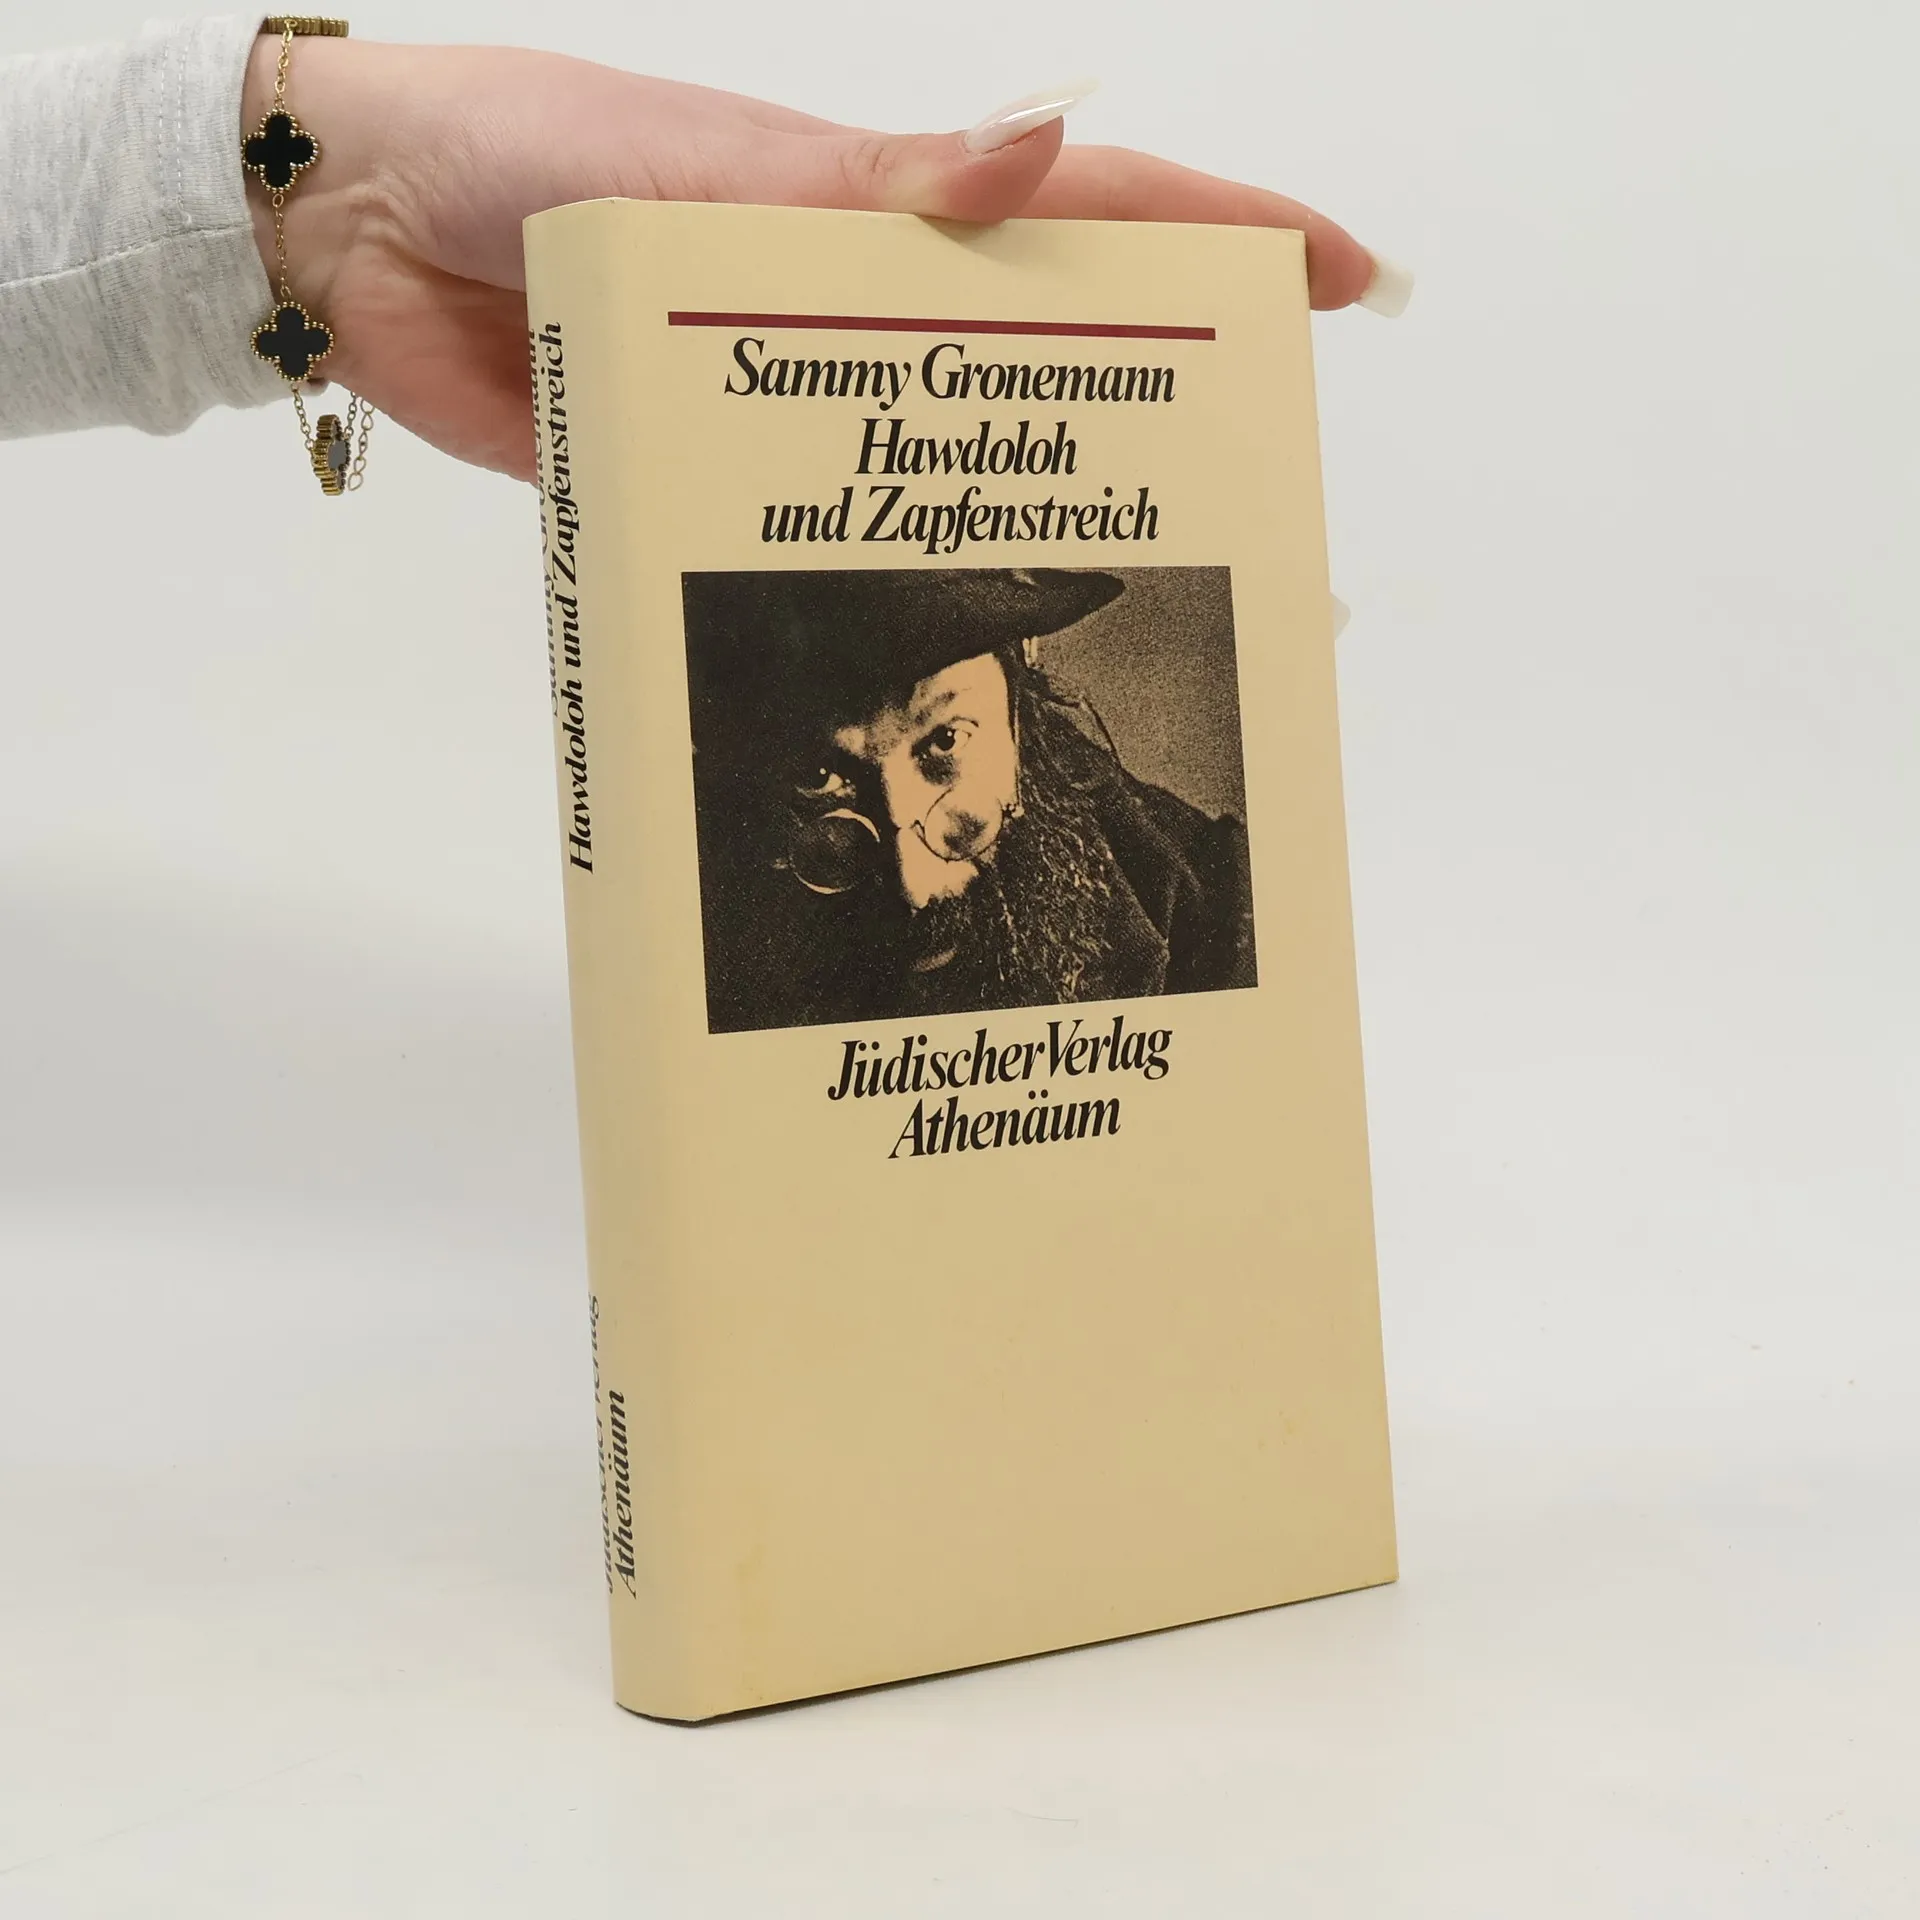 Sammy Gronemann
Hawdoloh
und Zapfenstreich
Jüdischer Verlag
Athenäum
Sammy Gronemann
Hawdoloh und Zapfenstreich
Jüdischer Verlag
Athenäum